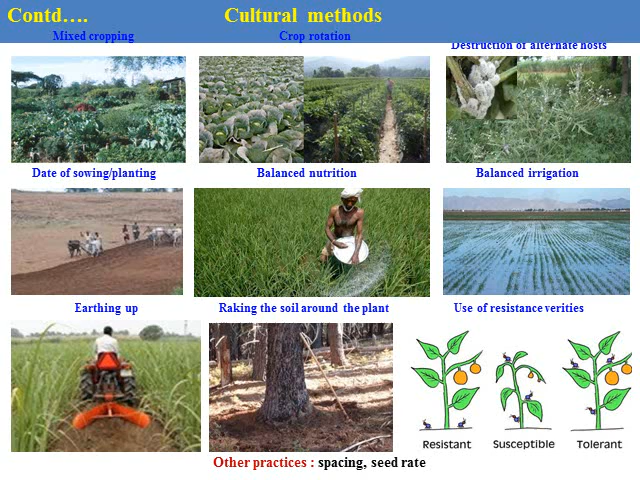 Contd…. Cultural methods
Mixed cropping Crop rotation Destruction of alternate hosts
Date of sowing/planting Balanced nutrition Balanced irrigation
Earthing up Raking the soil around the plant Use of resistance verities
Resistant Susceptible Tolerant
Other practices : spacing, seed rate